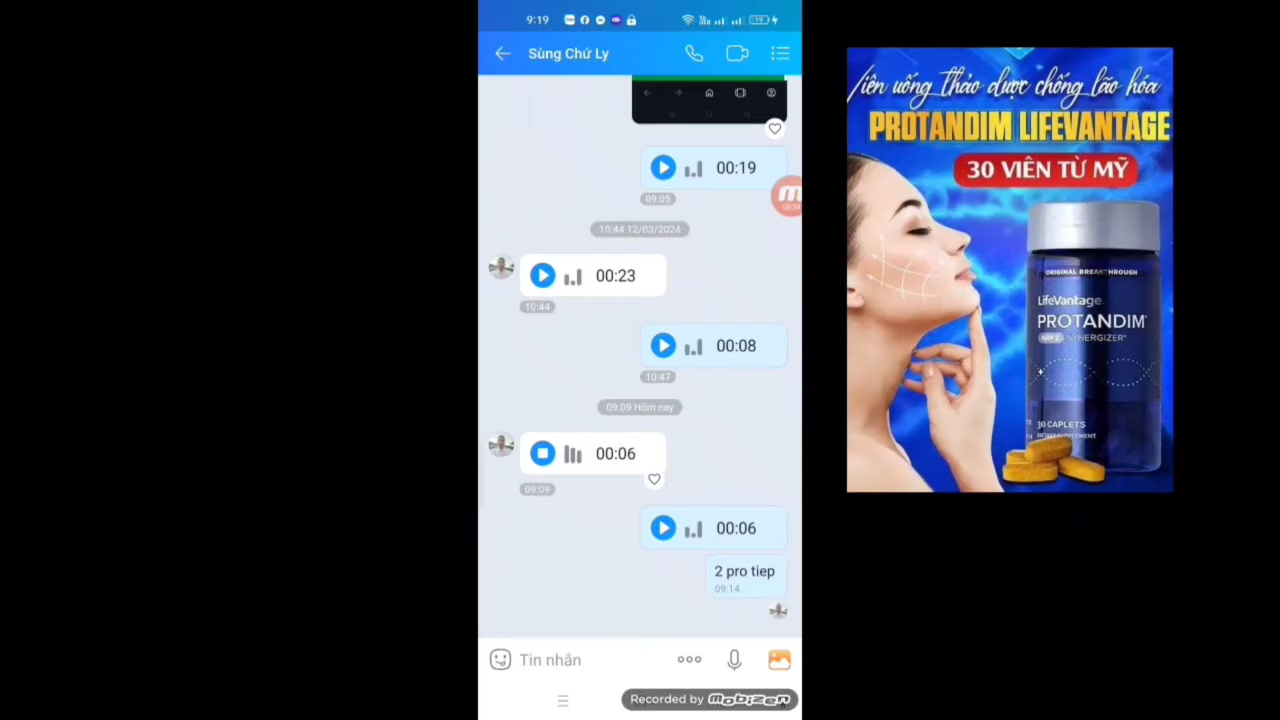 9:19
19
Sùng Chứ Ly
00:19
09:05
10:44 12/03/2024
00:23
10:44
00:08
10:47
09:09 Hôm nay
00:06
09:09
00:06
2 pro tiep
09:14
Tin nhắn
Recorded by mobizen
Viên uống thảo dược chống lão hóa
PROTANDIM LIFEVANTAGE
30 VIÊN TỪ MỸ
ORIGINAL BREAKTHROUGH
LifeVantage
PROTANDIM
NRF2 SYNERGIZER
30 CAPLETS
DIETARY SUPPLEMENT